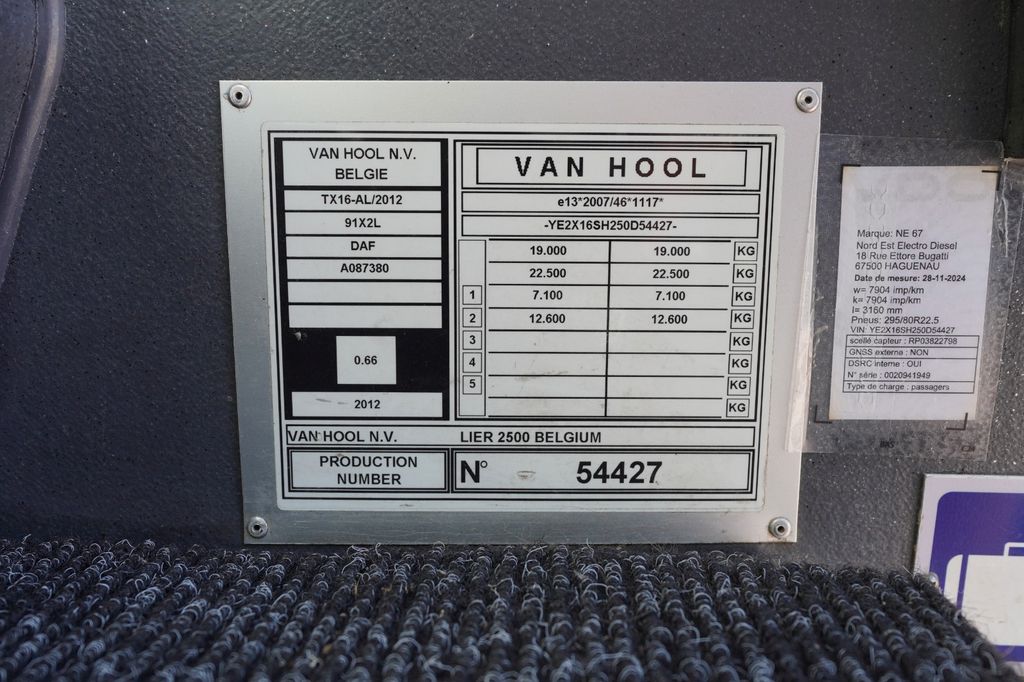 VAN HOOL N.V.
BELGIE
TX16-AL/2012
91X2L
DAF
A087380
0.66
2012
VAN HOOL
e13*2007/46*1117*
-YE2X16SH250D54427-
19.000 19.000 KG
22.500 22.500 KG
1 7.100 7.100 KG
2 12.600 12.600 KG
3 KG
4 KG
5 KG
KG
VAN HOOL N.V. LIER 2500 BELGIUM
PRODUCTION
NUMBER
N° 54427
Marque: NE 67
Nord Est Electro Diesel
18 Rue Ettore Bugatti
67500 HAGUENAU
Date de mesure: 28-11-2024
w= 7904 imp/km
k= 7904 imp/km
l= 3160 mm
Pneus: 295/80R22.5
VIN: YE2X16SH250D54427
scellé capteur : RP03822798
GNSS externe : NON
DSRC interne : OUI
N° série : 0020941949
Type de charge : passagers